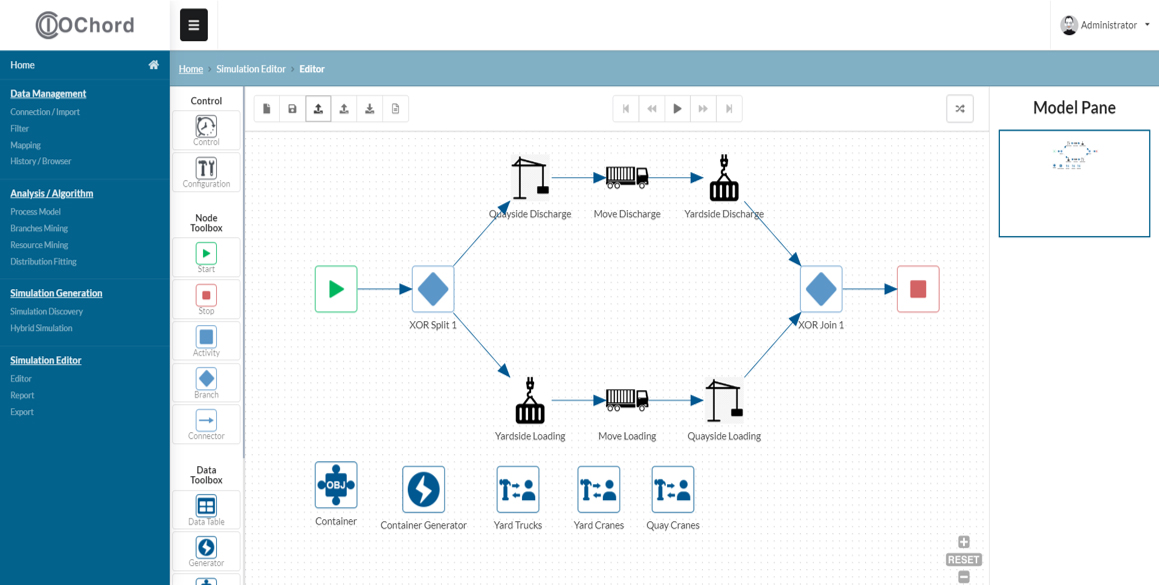 IOChord
Administrator
Home
Home › Simulation Editor › Editor
Data Management
Connection / Import
Filter
Mapping
History / Browser
Analysis / Algorithm
Process Model
Branches Mining
Resource Mining
Distribution Fitting
Simulation Generation
Simulation Discovery
Hybrid Simulation
Simulation Editor
Editor
Report
Export
Control
Control
Configuration
Node
Toolbox
Start
Stop
Activity
Branch
Connector
Data
Toolbox
Data Table
Generator
Quayside Discharge
Move Discharge
Yardside Discharge
XOR Split 1
XOR Join 1
Yardside Loading
Move Loading
Quayside Loading
OBJ
Container
Container Generator
Yard Trucks
Yard Cranes
Quay Cranes
RESET
Model Pane